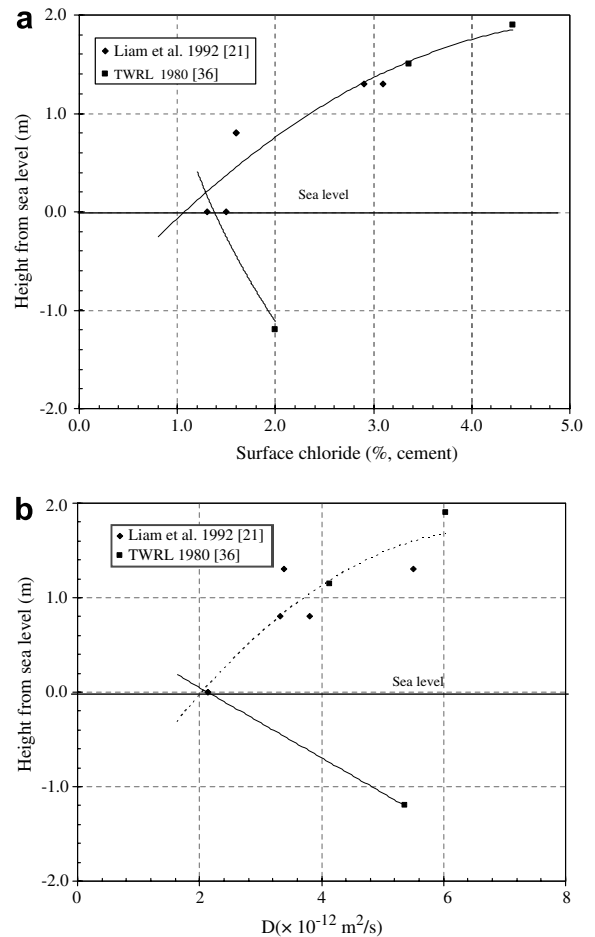 a
Liam et al. 1992 [21]
TWRL 1980 [36]
Height from sea level (m)
2.0
1.0
0.0
-1.0
-2.0
Sea level
0.0 1.0 2.0 3.0 4.0 5.0
Surface chloride (%, cement)
b
Liam et al. 1992 [21]
TWRL 1980 [36]
Height from sea level (m)
2.0
1.0
0.0
-1.0
-2.0
Sea level
0 2 4 6 8
D(× 10⁻¹² m²/s)